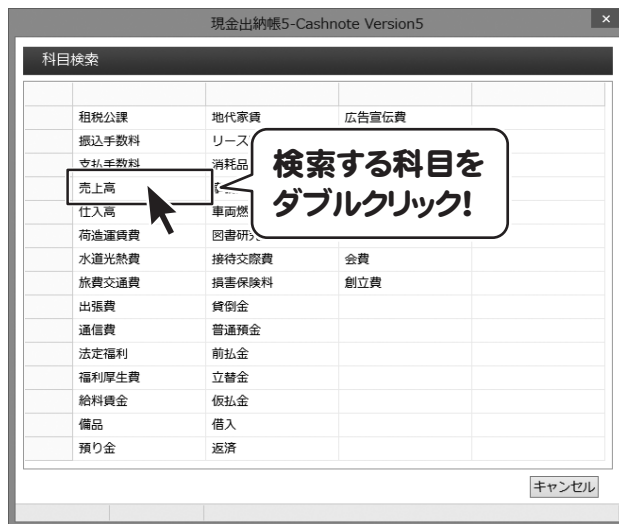 現金出納帳5-Cashnote Version5
×
科目検索
租税公課 地代家賃 広告宣伝費
振込手数料 リース
支払手数料 消耗品
検索する科目を
ダブルクリック!
売上高
仕入高 車両燃
荷造運賃費 図書研究
水道光熱費 接待交際費 会費
旅費交通費 損害保険料 創立費
出張費 貸倒金
通信費 普通預金
法定福利 前払金
福利厚生費 立替金
給料賃金 仮払金
備品 借入
預り金 返済
キャンセル